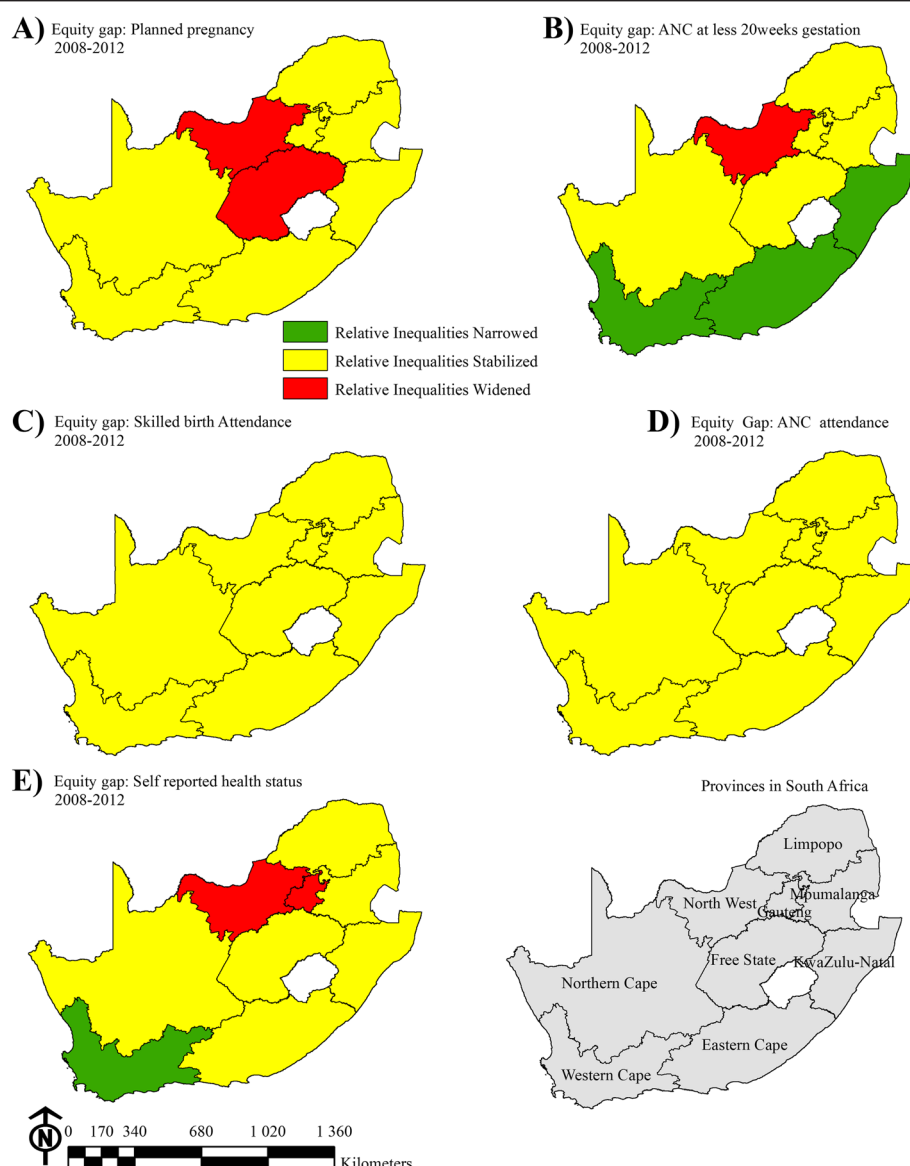 A) Equity gap: Planned pregnancy
2008-2012
B) Equity gap: ANC at less 20weeks gestation
2008-2012
Relative Inequalities Narrowed
Relative Inequalities Stabilized
Relative Inequalities Widened
C) Equity gap: Skilled birth Attendance
2008-2012
D) Equity Gap: ANC attendance
2008-2012
E) Equity gap: Self reported health status
2008-2012
Provinces in South Africa
Limpopo
North West
Mpumalanga
Gauteng
Free State
KwaZulu-Natal
Northern Cape
Eastern Cape
Western Cape
N
0 170 340 680 1 020 1 360
Kilometers